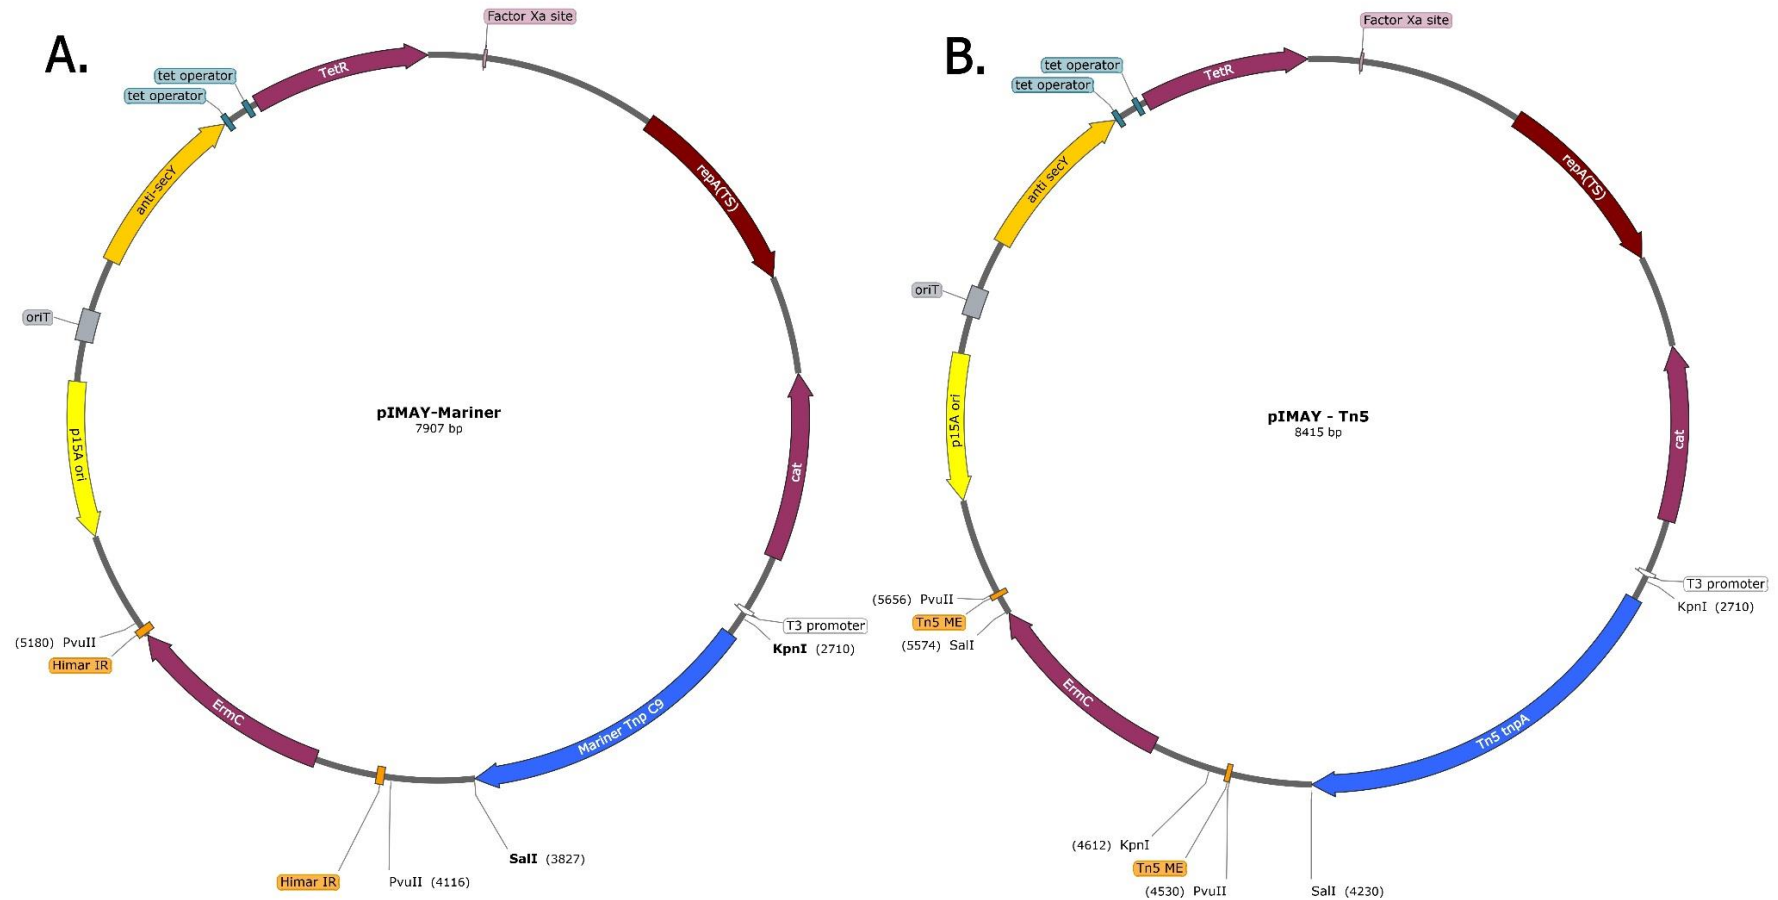 A.
Factor Xa site
tet operator
TetR
tet operator
anti-secY
repA(TS)
oriT
pIMAY-Mariner
7907 bp
p15A ori
cat
T3 promoter
KpnI (2710)
(5180) PvuII
Himar IR
ErmC
Mariner Tnp C9
SalI (3827)
Himar IR
PvuII (4116)
B.
Factor Xa site
tet operator
TetR
tet operator
anti secY
repA(TS)
oriT
pIMAY - Tn5
8415 bp
p15A ori
cat
T3 promoter
KpnI (2710)
(5656) PvuII
Tn5 ME
(5574) SalI
ErmC
Tn5 tnpA
(4612) KpnI
Tn5 ME
(4530) PvuII
SalI (4230)